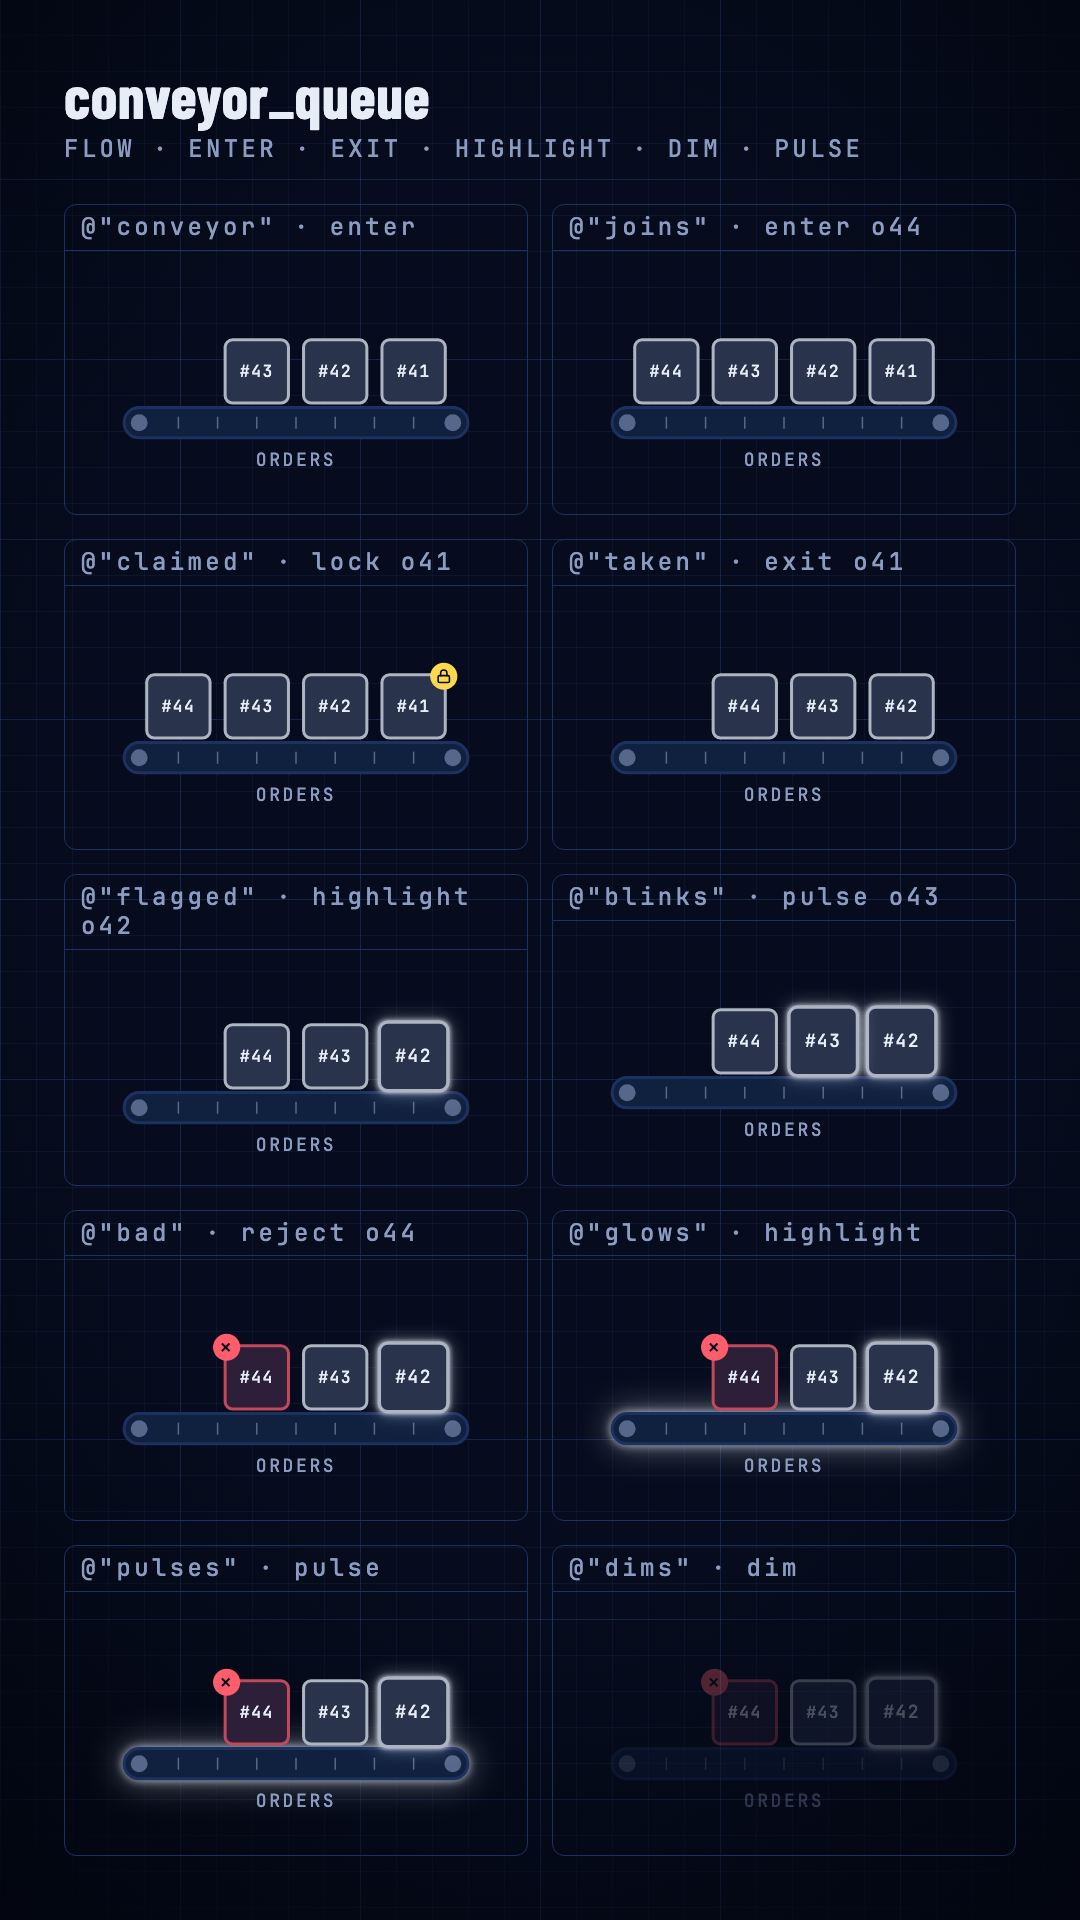 conveyor_queue
FLOW · ENTER · EXIT · HIGHLIGHT · DIM · PULSE
@"conveyor" · enter
#43 #42 #41
ORDERS
@"joins" · enter o44
#44 #43 #42 #41
ORDERS
@"claimed" · lock o41
#44 #43 #42 #41
ORDERS
@"taken" · exit o41
#44 #43 #42
ORDERS
@"flagged" · highlight
o42
#44 #43 #42
ORDERS
@"blinks" · pulse o43
#44 #43 #42
ORDERS
@"bad" · reject o44
#44 #43 #42
ORDERS
@"glows" · highlight
#44 #43 #42
ORDERS
@"pulses" · pulse
#44 #43 #42
ORDERS
@"dims" · dim
#44 #43 #42
ORDERS